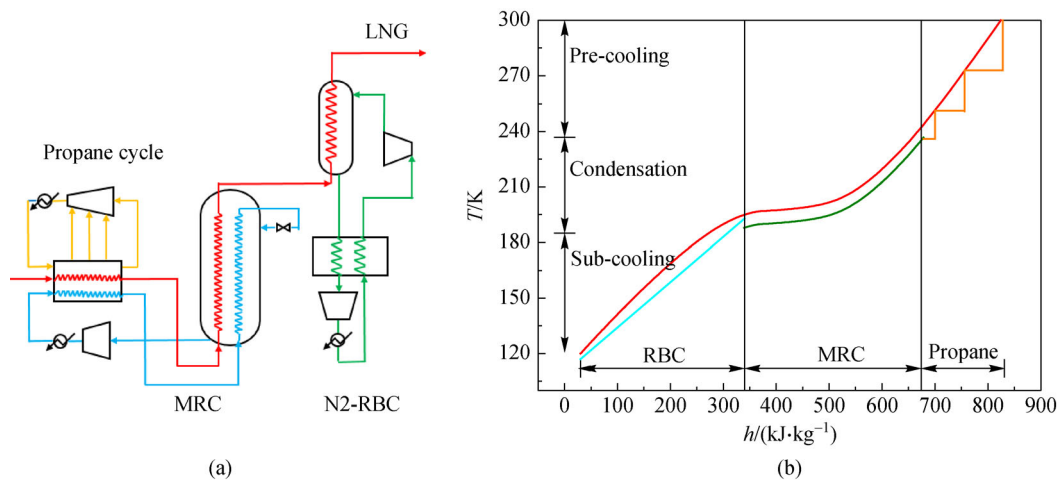 LNG
Propane cycle
MRC
N2-RBC
(a)
300
270
240
210
180
150
120
T/K
Pre-cooling
Condensation
Sub-cooling
RBC
MRC
Propane
0
100
200
300
400
500
600
700
800
900
h/(kJ·kg⁻¹)
(b)